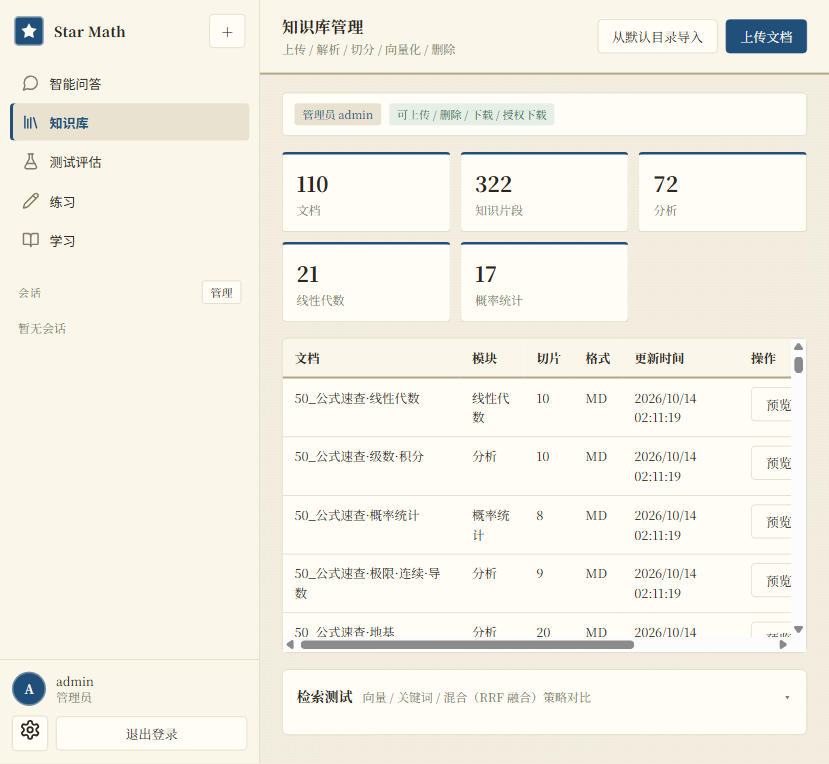 Star Math
+
智能问答
知识库
测试评估
练习
学习
会话
管理
暂无会话
A
admin
管理员
退出登录
知识库管理
上传 / 解析 / 切分 / 向量化 / 删除
从默认目录导入
上传文档
管理员 admin
可上传 / 删除 / 下载 / 授权下载
110
文档
322
知识片段
72
分析
21
线性代数
17
概率统计
文档 模块 切片 格式 更新时间 操作
50_公式速查·线性代数 线性代 10 MD 2026/10/14 预览
数 02:11:19
50_公式速查·级数·积分 分析 10 MD 2026/10/14 预览
02:11:19
50_公式速查·概率统计 概率统 8 MD 2026/10/14 预览
计 02:11:19
50_公式速查·极限·连续·导 分析 9 MD 2026/10/14 预览
数 02:11:19
50_公式速查·地基 分析 20 MD 2026/10/14 预览
检索测试 向量 / 关键词 / 混合（RRF 融合）策略对比